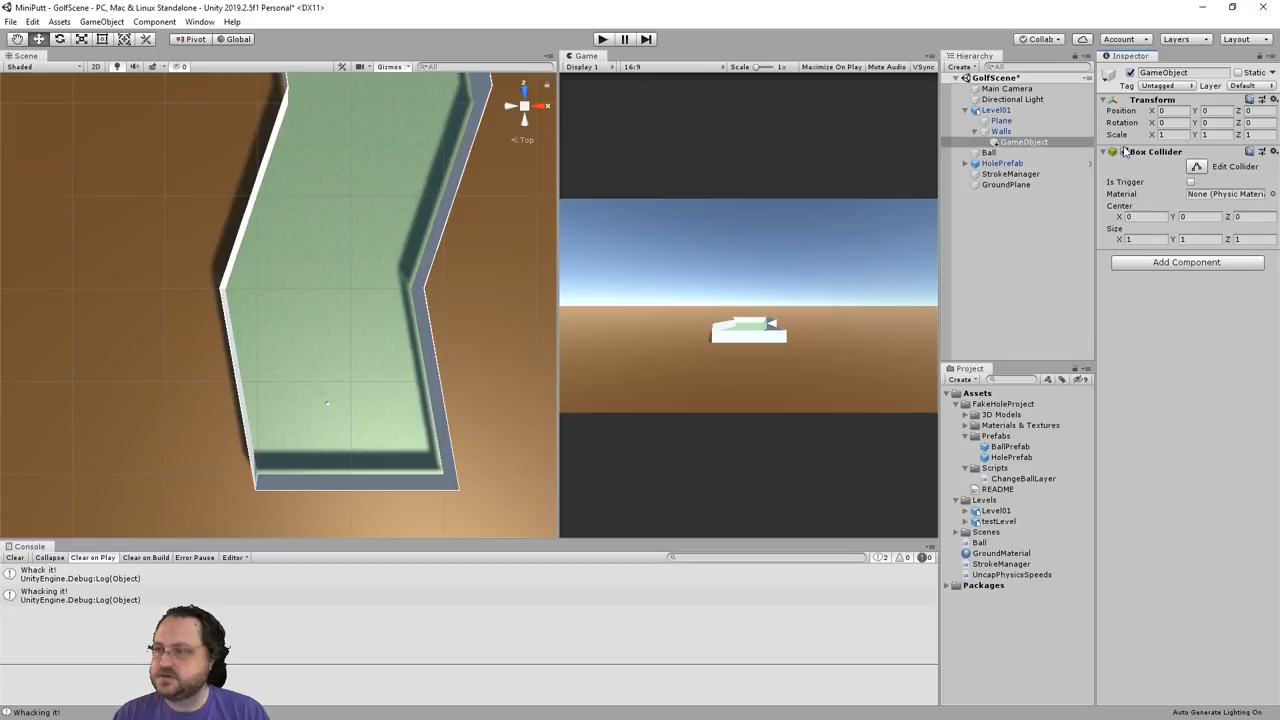 MiniPutt - GolfScene - PC, Mac & Linux Standalone - Unity 2019.2.5f1 Personal* <DX11>
File Edit Assets GameObject Component Window Help
Pivot Global Collab Account Layers Layout
Scene
Shaded 2D 0 Gizmos All
Game
Display 1 16:9 Scale 1x Maximize On Play Mute Audio VSync
z
x
Top
Hierarchy
Create All
GolfScene*
Main Camera
Directional Light
Level01
Plane
Walls
GameObject
Ball
HolePrefab
StrokeManager
GroundPlane
Project
Create 9
Assets
FakeHoleProject
3D Models
Materials & Textures
Prefabs
BallPrefab
HolePrefab
Scripts
ChangeBallLayer
README
Levels
Level01
testLevel
Scenes
Ball
GroundMaterial
StrokeManager
UncapPhysicsSpeeds
Packages
Inspector
GameObject Static
Tag Untagged Layer Default
Transform
Position X 0 Y 0 Z 0
Rotation X 0 Y 0 Z 0
Scale X 1 Y 1 Z 1
Box Collider
Edit Collider
Is Trigger
Material None (Physic Materi
Center
X 0 Y 0 Z 0
Size
X 1 Y 1 Z 1
Add Component
Console
Clear Collapse Clear on Play Clear on Build Error Pause Editor 2 0 0
Whack it!
UnityEngine.Debug:Log(Object)
Whacking it!
UnityEngine.Debug:Log(Object)
Whacking it!
Auto Generate Lighting On